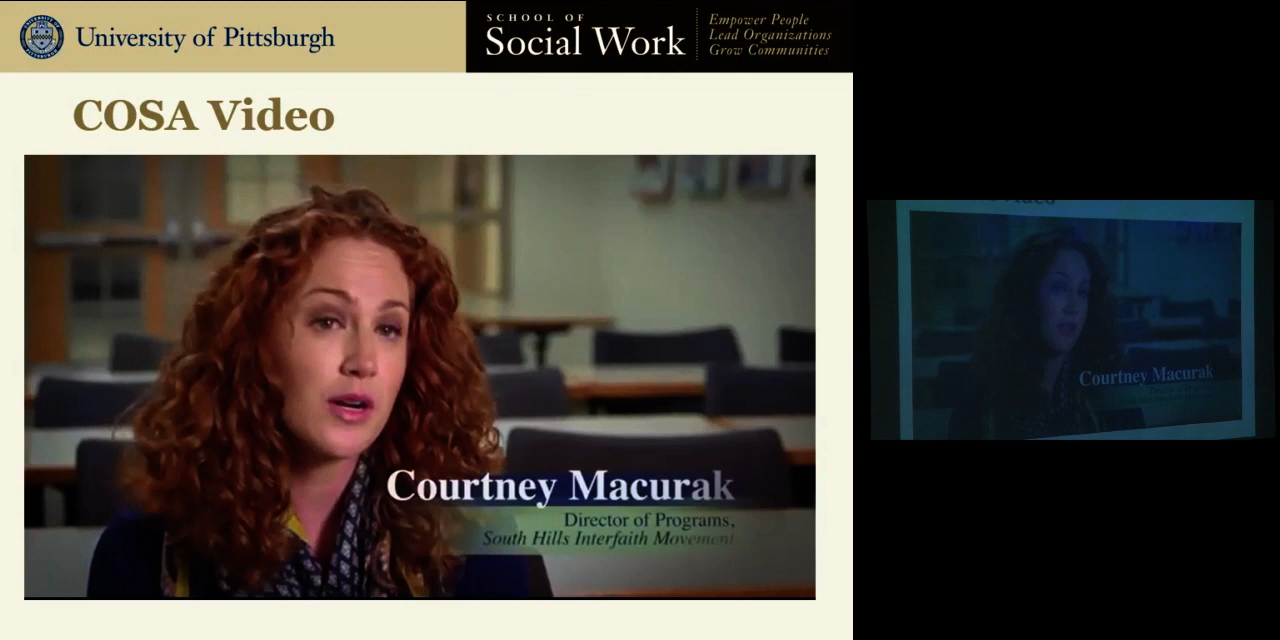 University of Pittsburgh
SCHOOL OF
Social Work
Empower People
Lead Organizations
Grow Communities
COSA Video
Courtney Macurak
Director of Programs,
South Hills Interfaith Movement
Video
Courtney Macurak